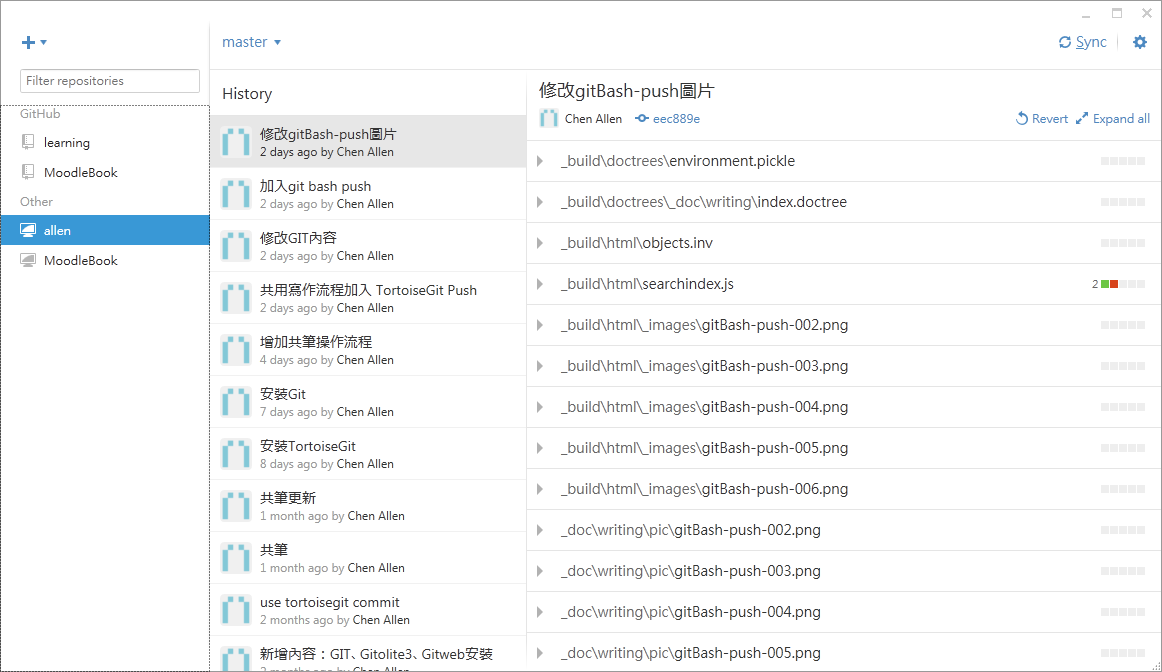 master
Sync
Filter repositories
GitHub
learning
MoodleBook
Other
allen
MoodleBook
History
修改gitBash-push圖片
2 days ago by Chen Allen
加入git bash push
2 days ago by Chen Allen
修改GIT內容
2 days ago by Chen Allen
共用寫作流程加入 TortoiseGit Push
2 days ago by Chen Allen
增加共筆操作流程
4 days ago by Chen Allen
安裝Git
7 days ago by Chen Allen
安裝TortoiseGit
8 days ago by Chen Allen
共筆更新
1 month ago by Chen Allen
共筆
1 month ago by Chen Allen
use tortoisegit commit
2 months ago by Chen Allen
新增內容：GIT、Gitolite3、Gitweb安裝
修改gitBash-push圖片
Chen Allen eec889e
Revert Expand all
_build\doctrees\environment.pickle
_build\doctrees\_doc\writing\index.doctree
_build\html\objects.inv
_build\html\searchindex.js 2
_build\html\_images\gitBash-push-002.png
_build\html\_images\gitBash-push-003.png
_build\html\_images\gitBash-push-004.png
_build\html\_images\gitBash-push-005.png
_build\html\_images\gitBash-push-006.png
_doc\writing\pic\gitBash-push-002.png
_doc\writing\pic\gitBash-push-003.png
_doc\writing\pic\gitBash-push-004.png
_doc\writing\pic\gitBash-push-005.png